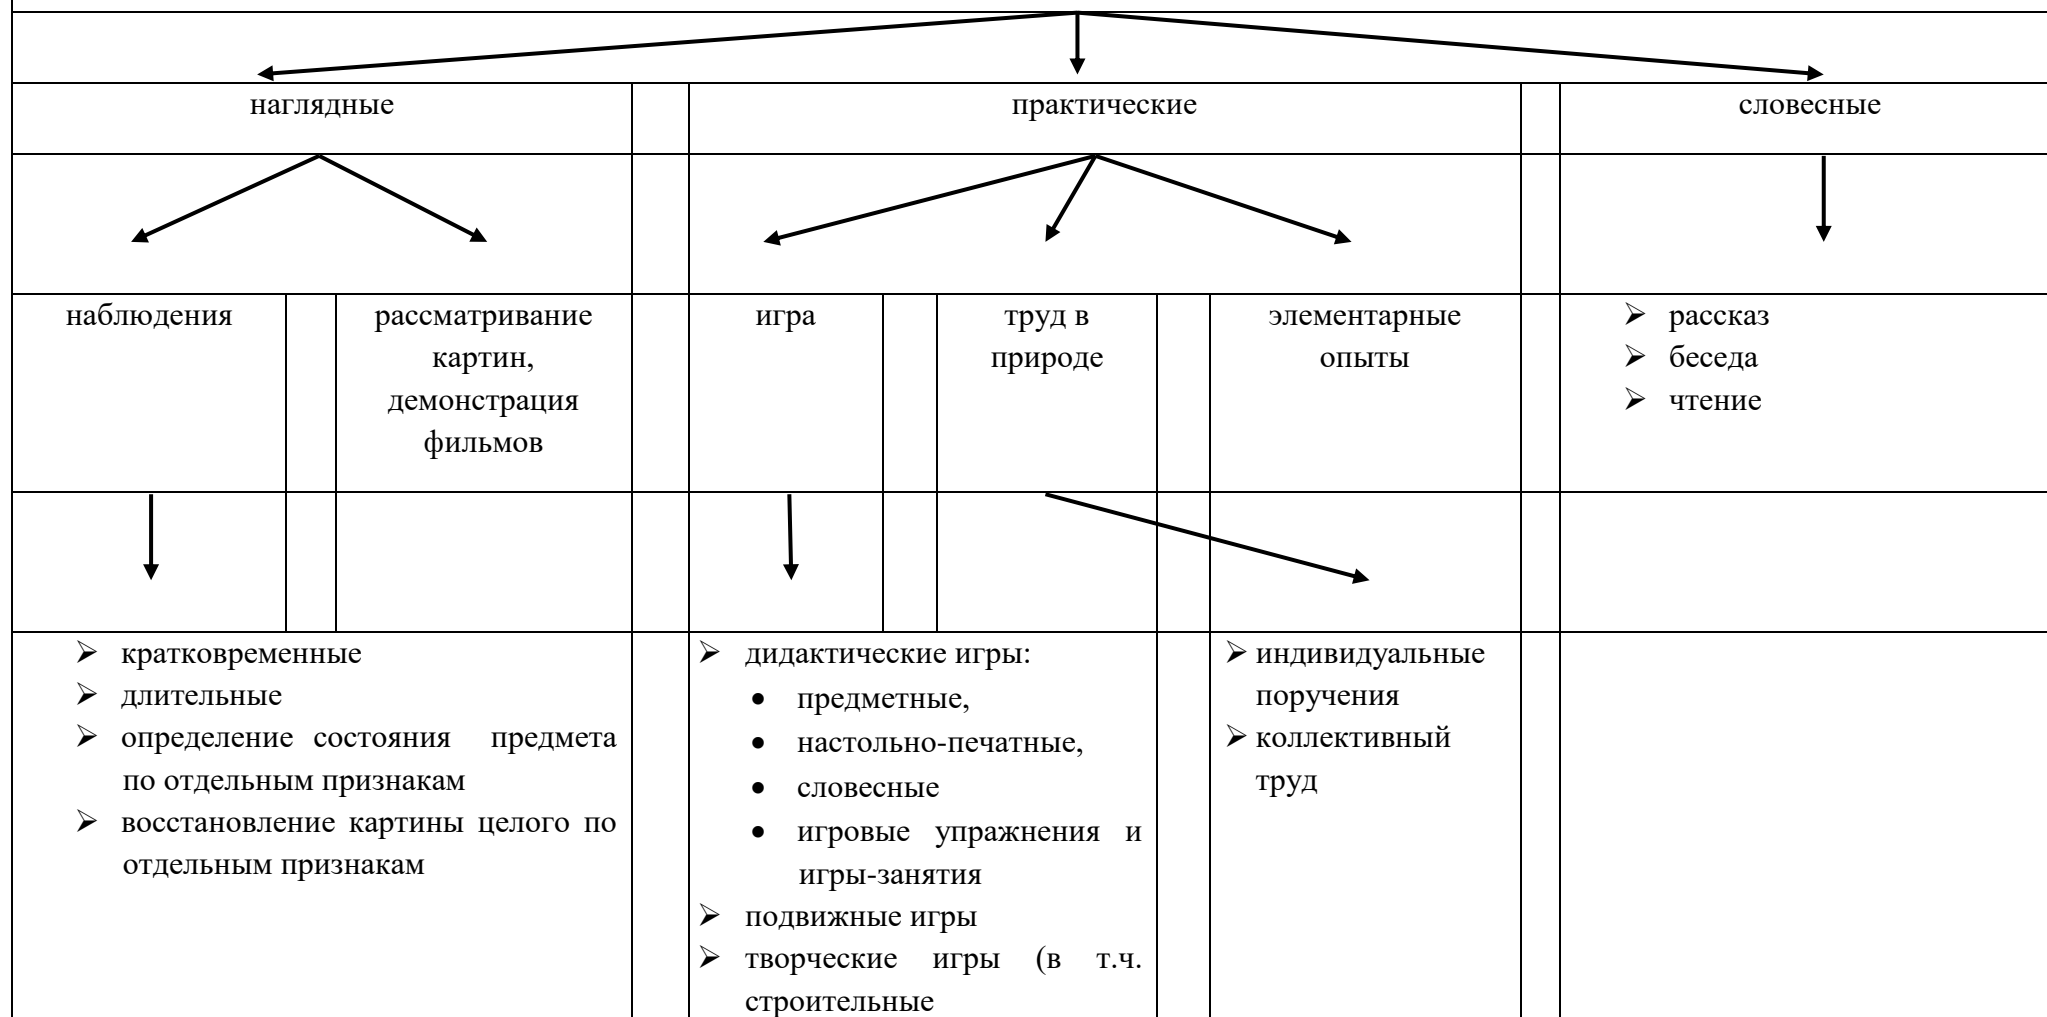 наглядные
практические
словесные
наблюдения
рассматривание
картин,
демонстрация
фильмов
игра
труд в
природе
элементарные
опыты
➢ рассказ
➢ беседа
➢ чтение
➢ кратковременные
➢ длительные
➢ определение состояния предмета
по отдельным признакам
➢ восстановление картины целого по
отдельным признакам
➢ дидактические игры:
• предметные,
• настольно-печатные,
• словесные
• игровые упражнения и
игры-занятия
➢ подвижные игры
➢ творческие игры (в т.ч.
строительные
➢ индивидуальные
поручения
➢ коллективный
труд